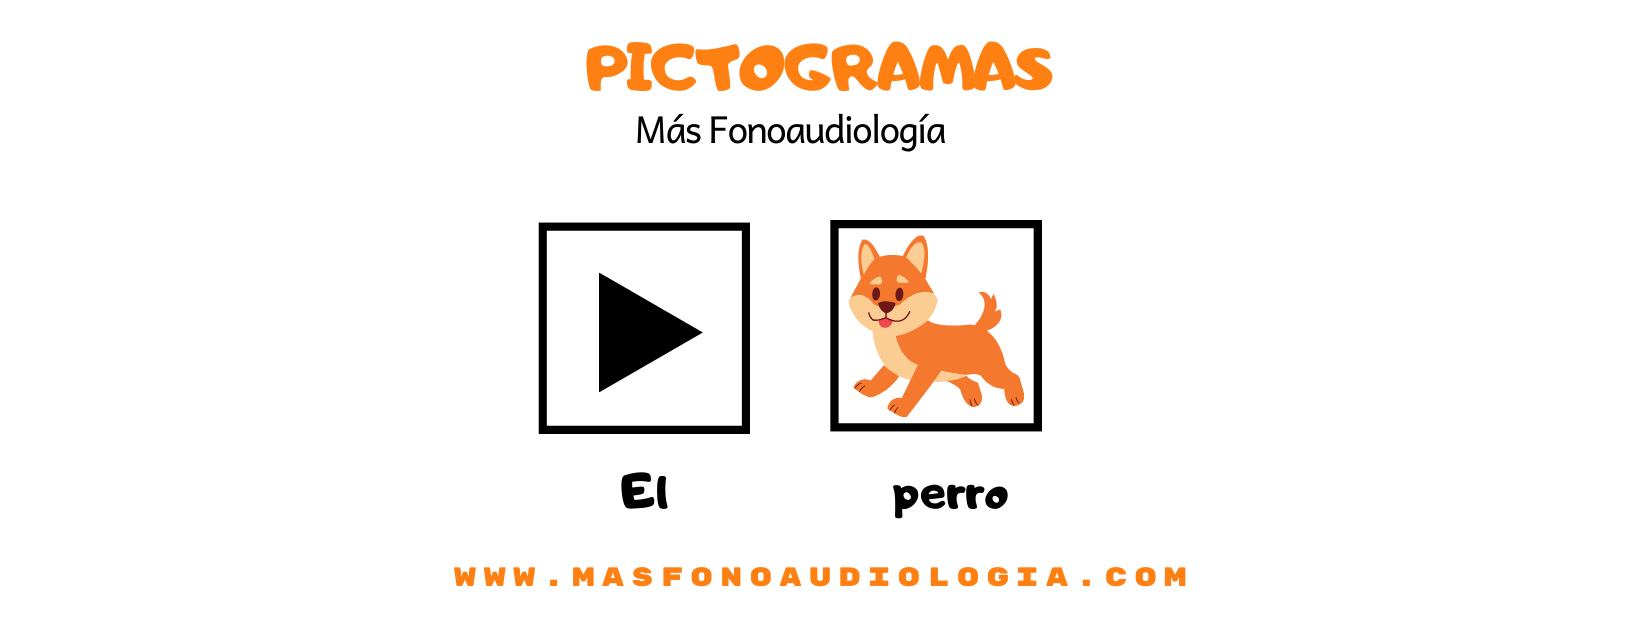 PICTOGRAMAS
Más Fonoaudiología
El perro
WWW.MASFONOAUDIOLOGIA.COM